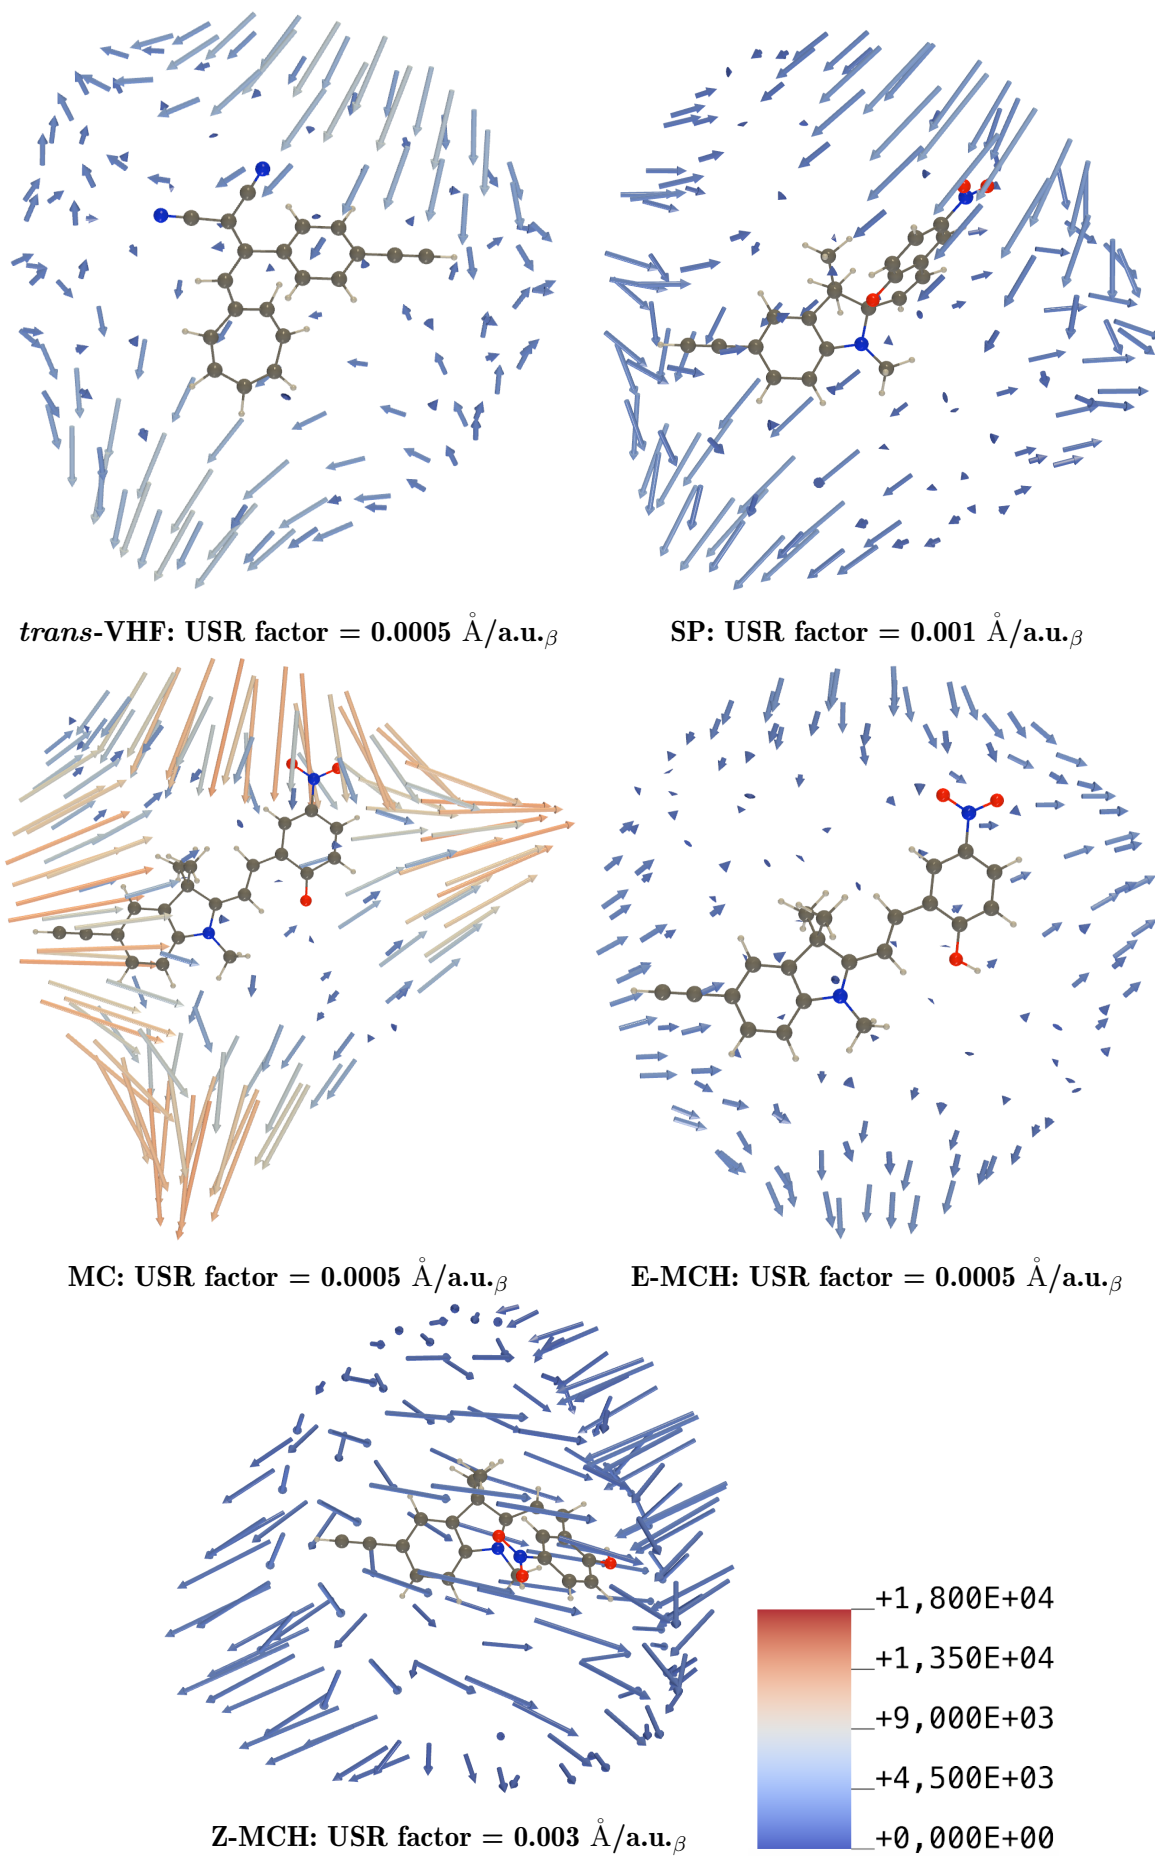 trans-VHF: USR factor = 0.0005 Å/a.u.β
SP: USR factor = 0.001 Å/a.u.β
MC: USR factor = 0.0005 Å/a.u.β
E-MCH: USR factor = 0.0005 Å/a.u.β
+1,800E+04
+1,350E+04
+9,000E+03
+4,500E+03
+0,000E+00
Z-MCH: USR factor = 0.003 Å/a.u.β